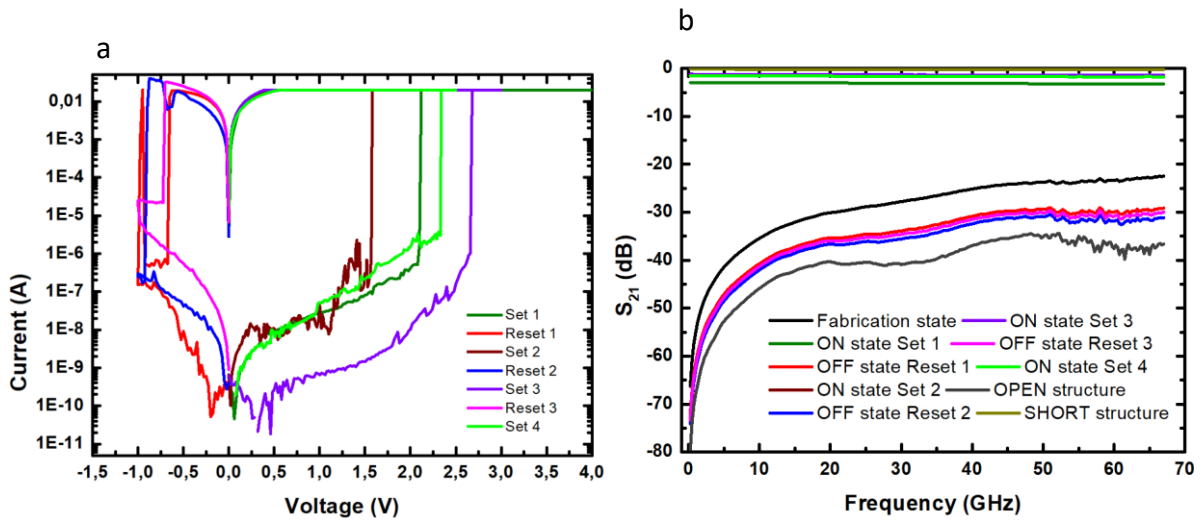 a
b
0,01
1E-3
1E-4
1E-5
1E-6
1E-7
1E-8
1E-9
1E-10
1E-11
Current (A)
-1,5 -1,0 -0,5 0,0 0,5 1,0 1,5 2,0 2,5 3,0 3,5 4,0
Voltage (V)
Set 1
Reset 1
Set 2
Reset 2
Set 3
Reset 3
Set 4
0
-10
-20
-30
-40
-50
-60
-70
-80
S21 (dB)
Fabrication state ON state Set 3
ON state Set 1 OFF state Reset 3
OFF state Reset 1 ON state Set 4
ON state Set 2 OPEN structure
OFF state Reset 2 SHORT structure
0 10 20 30 40 50 60 70
Frequency (GHz)